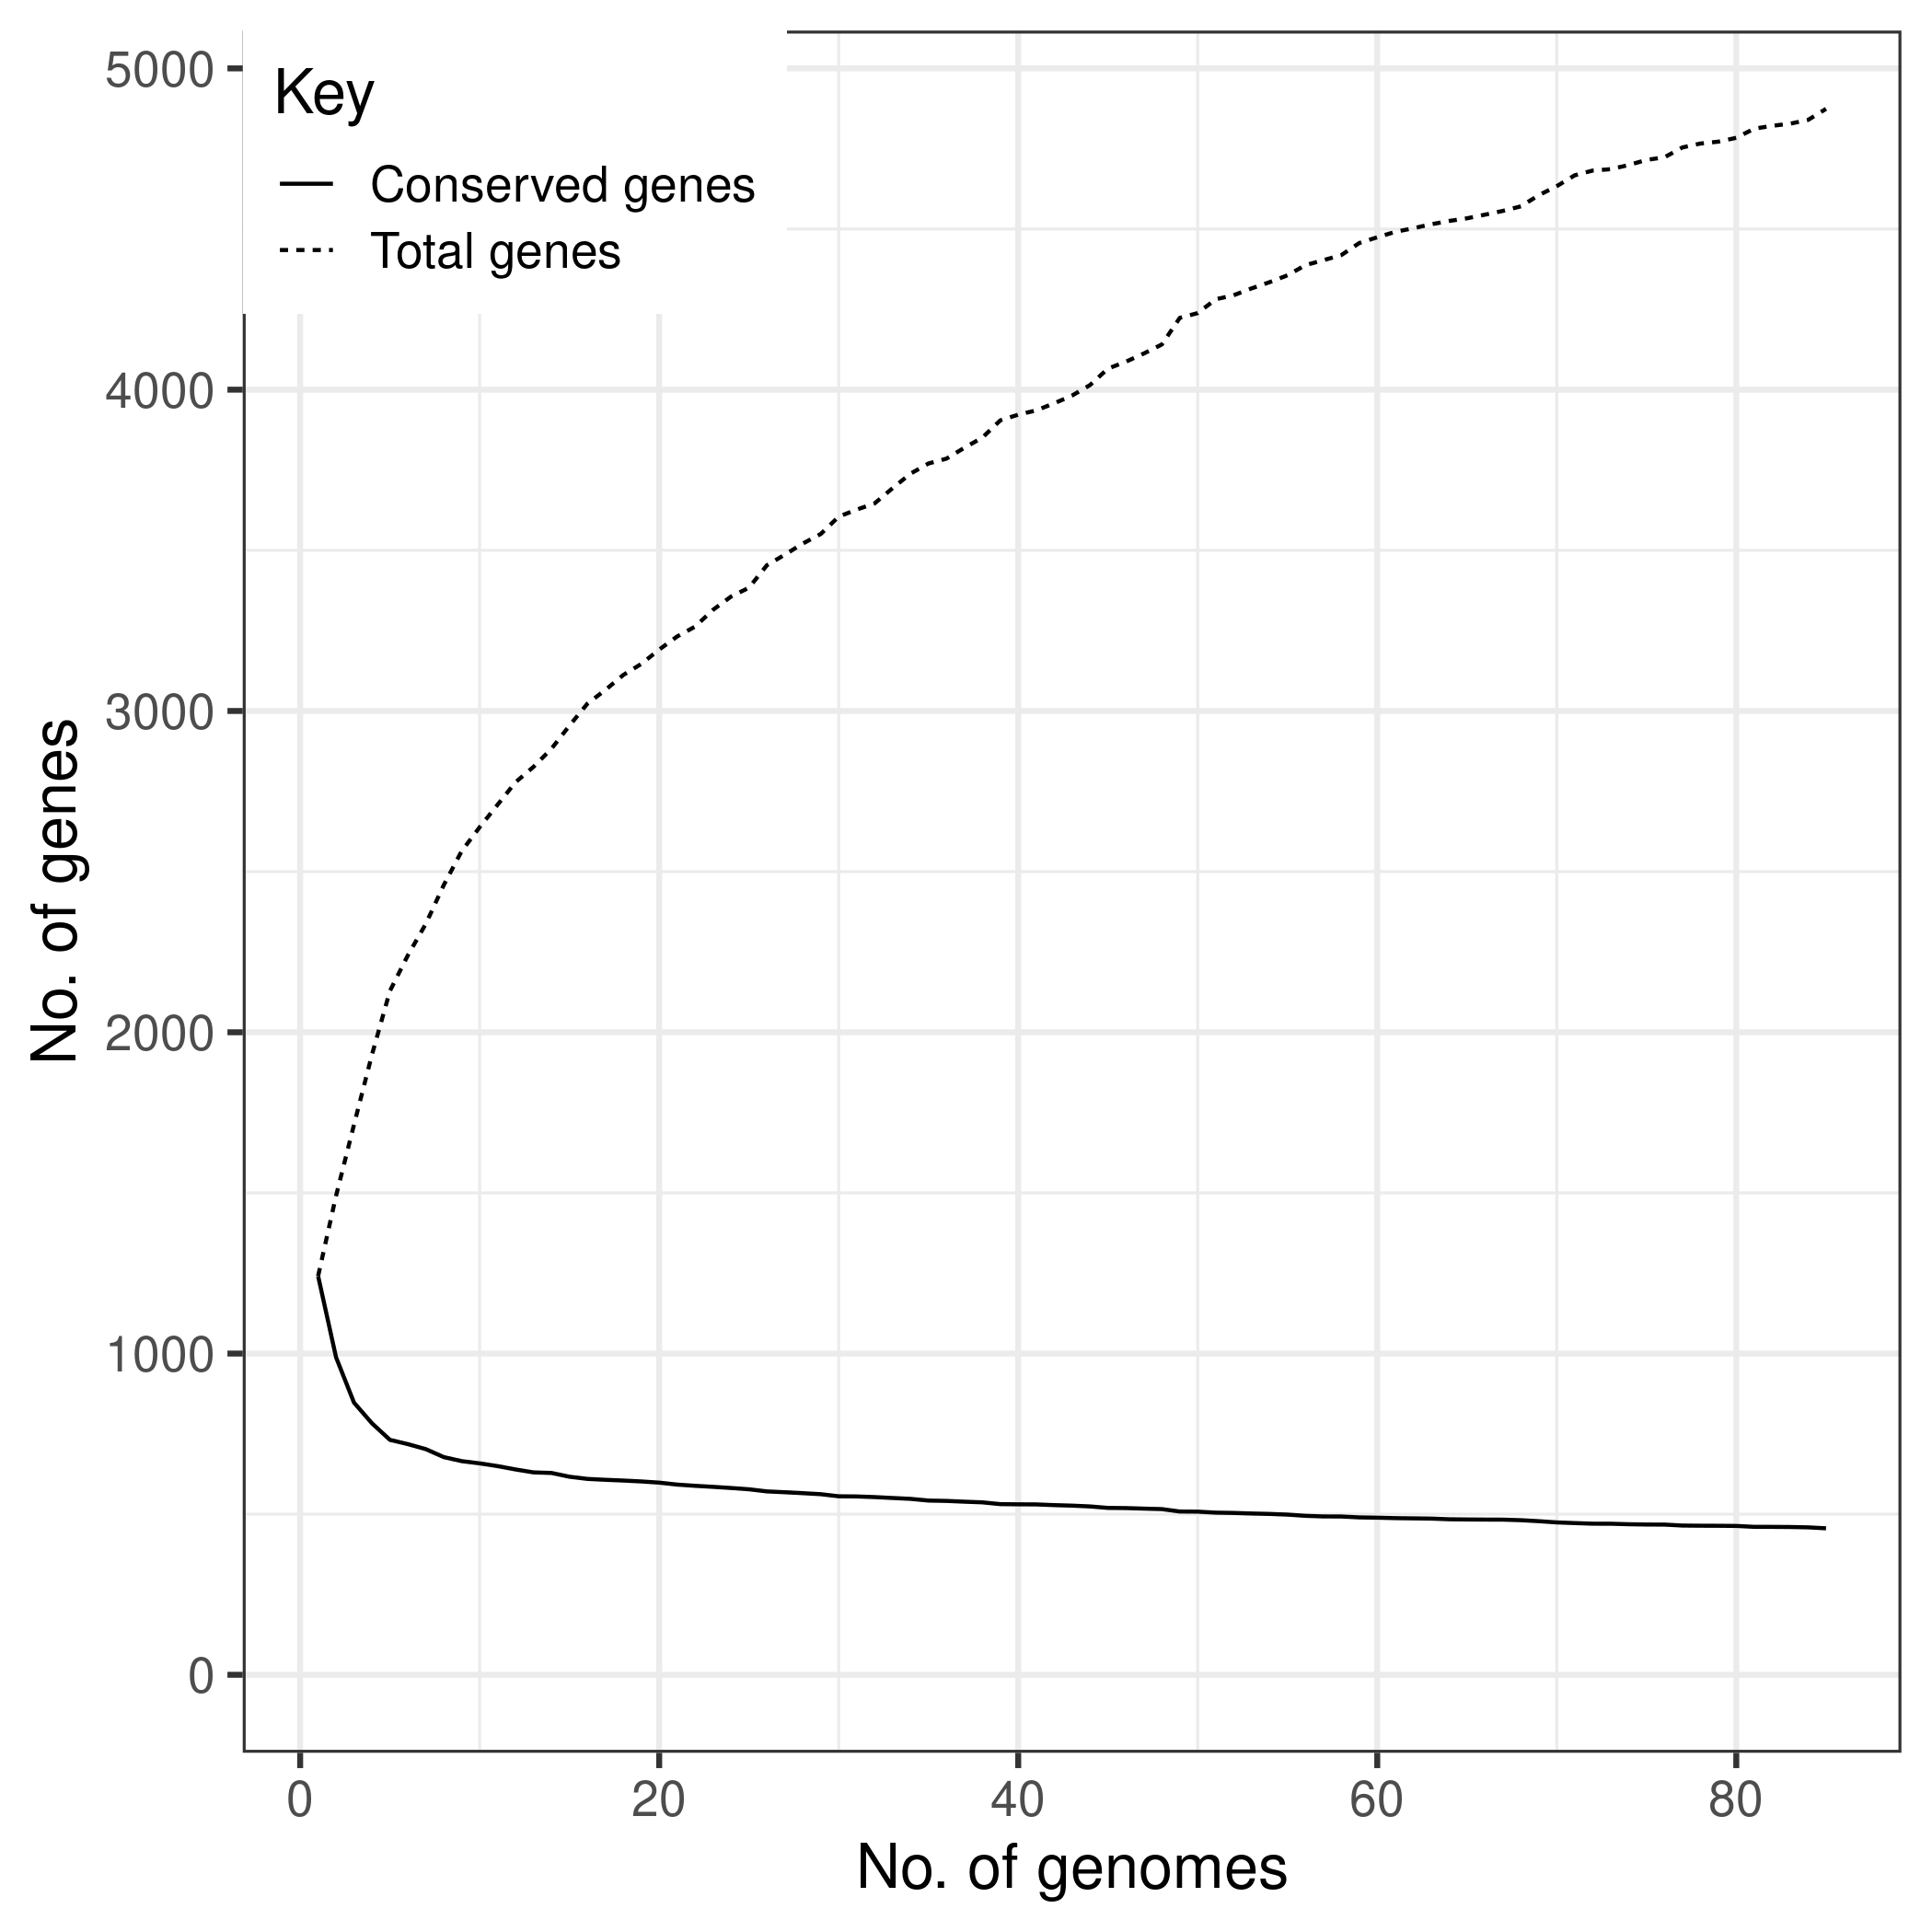 Key
Conserved genes
Total genes
No. of genes
5000
4000
3000
2000
1000
0
0 20 40 60 80
No. of genomes